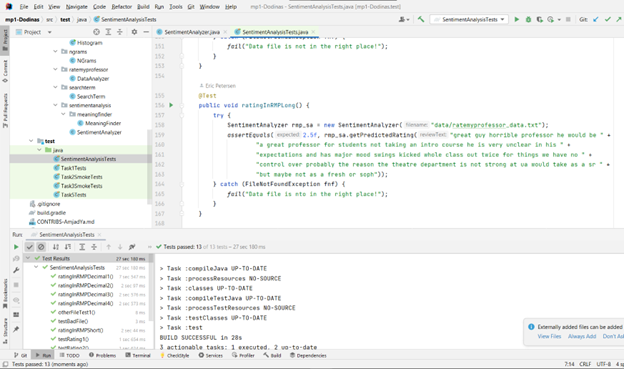 File Edit View Navigate Code Refactor Build Run Tools Git Window Help mp1-Dodinas - SentimentAnalysisTests.java [mp1-Dodinas.test]
mp1-Dodinas src test java SentimentAnalysisTests
SentimentAnalysisTests
Git:
Project
SentimentAnalyzer.java
SentimentAnalysisTests.java
Histogram
ngrams
NGrams
ratemyprofessor
DataAnalyzer
searchterm
SearchTerm
sentimentanalysis
meaningfinder
MeaningFinder
SentimentAnalyzer
test
java
SentimentAnalysisTests
Task1Tests
Task2SmokeTests
Task3SmokeTests
Task5Tests
.gitignore
build.gradle
CONTRIBS-AmjadYa.md
151
152 fail("Data file is not in the right place!");
153 }
154 }
Eric Petersen
155 @Test
156 public void ratingInRMPLong() {
157 try {
158 SentimentAnalyzer rmp_sa = new SentimentAnalyzer( filename: "data/ratemyprofessor_data.txt");
159 assertEquals( expected: 2.5f, rmp_sa.getPredictedRating( reviewText: "great guy horrible professor he would be " +
160 "a great professor for students not taking an intro course he is very unclear in his " +
161 "expectations and has major mood swings kicked whole class out twice for things we have no " +
162 "control over probably the reason the theatre department is not strong at ua would take as a sr " +
163 "but maybe not as a fresh or soph"));
164 } catch (FileNotFoundException fnf) {
165 fail("Data file is nto in the right place!");
166 }
167 }
168
Project
Commit
Pull Requests
Bookmarks
Structure
Run: SentimentAnalysisTests
Tests passed: 13 of 13 tests – 27 sec 180 ms
Test Results 27 sec 180 ms
SentimentAnalysisTests 27 sec 180 ms
ratingInRMPDecimal1()
ratingInRMPDecimal2()
ratingInRMPDecimal3()
ratingInRMPDecimal4()
otherFileTest1()
testBadFile()
ratingInRMPShort()
testRating1()
testRating2()
> Task :compileJava UP-TO-DATE
> Task :processResources NO-SOURCE
> Task :classes UP-TO-DATE
> Task :compileTestJava UP-TO-DATE
> Task :processTestResources NO-SOURCE
> Task :testClasses UP-TO-DATE
> Task :test
BUILD SUCCESSFUL in 28s
3 actionable tasks: 1 executed, 2 up-to-date
Externally added files can be added
View Files Always Add Don't As
Git Run TODO Problems Terminal CheckStyle Services Profiler Build Dependencies
Tests passed: 13 (moments ago) 7:14 CRLF UTF-8 4 s